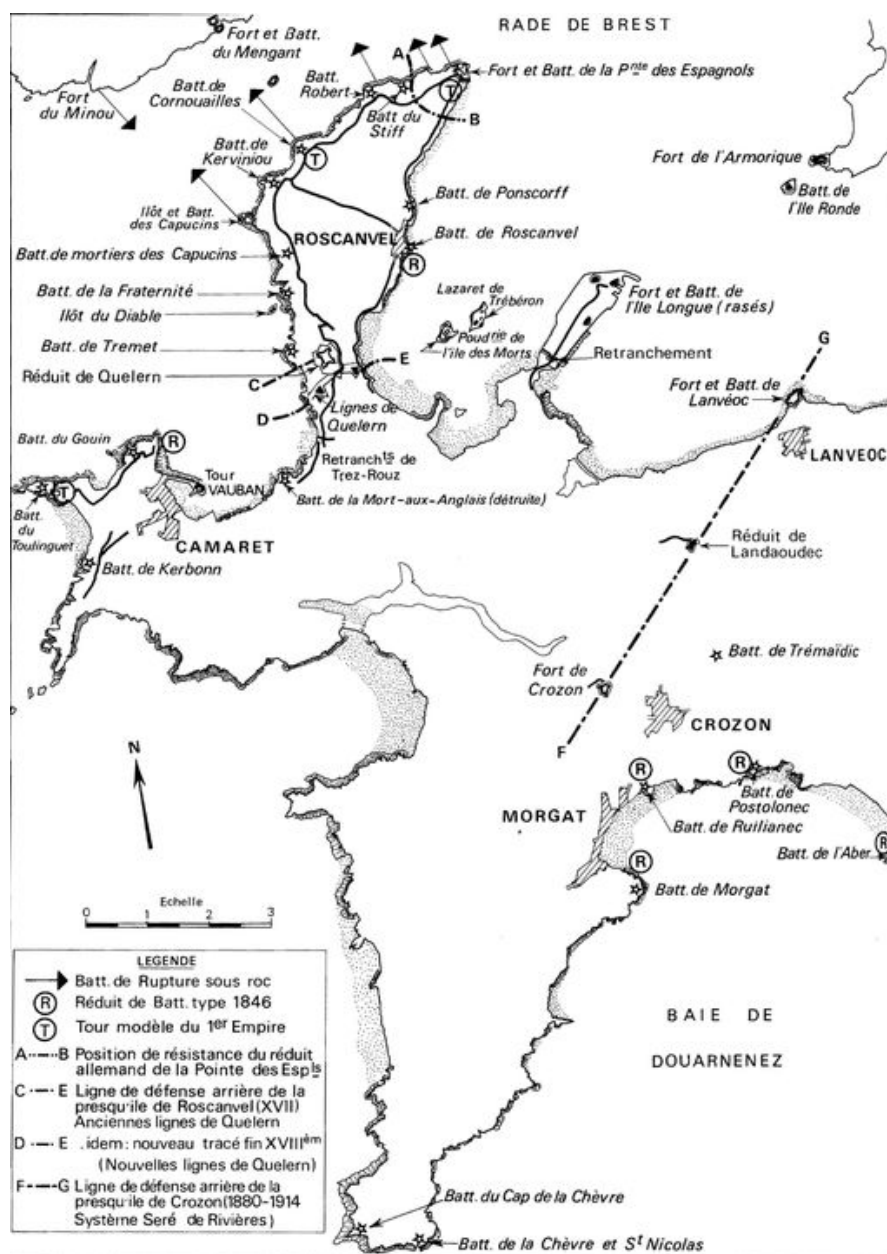 RADE DE BREST
Fort et Batt.
du Mengant
A
Batt. de
Cornouailles
Batt.
Robert
Fort et Batt. de la Pnte des Espagnols
T
Fort
du Minou
Batt du
Stiff
B
Batt. de
Kerviniou
T
Fort de l'Armorique
Batt. de
l'Ile Ronde
Batt. de Ponscorff
Ilôt et Batt.
des Capucins
ROSCANVEL
Batt. de Roscanvel
R
Batt. de mortiers des Capucins
Lazaret de
Trébéron
Fort et Batt. de
l'Ile Longue (rasés)
Batt. de la Fraternité
Ilôt du Diable
Poudrie de
l'île des Morts
G
Batt. de Tremet
E
Retranchement
Réduit de Quelern
C
Fort et Batt. de
Lanvéoc
D
Lignes de
Quelern
Batt. du Gouin
R
LANVEOC
Retrancht.s de
Trez-Rouz
Tour
VAUBAN
T
Batt. de la Mort-aux-Anglais (détruite)
Batt.
du
Toulinguet
CAMARET
Réduit de
Landaoudec
Batt. de Kerbonn
Batt. de Trémaïdic
Fort de
Crozon
CROZON
F
N
R
R
Batt. de
Postolonec
MORGAT
Batt. de Ruilianec
R
Batt. de l'Aber
R
Batt. de Morgat
Echelle
0 1 2 3
LEGENDE
Batt. de Rupture sous roc
R Réduit de Batt. type 1846
T Tour modèle du 1er Empire
A B Position de résistance du réduit
allemand de la Pointe des Espls
C E Ligne de défense arrière de la
presqu'ile de Roscanvel (XVII)
Anciennes lignes de Quelern
D E .idem: nouveau tracé fin XVIIIèm
(Nouvelles lignes de Quelern)
F G Ligne de défense arrière de la
presqu'ile de Crozon (1880-1914
Système Seré de Rivières)
BAIE DE
DOUARNENEZ
Batt. du Cap de la Chèvre
Batt. de la Chèvre et St Nicolas